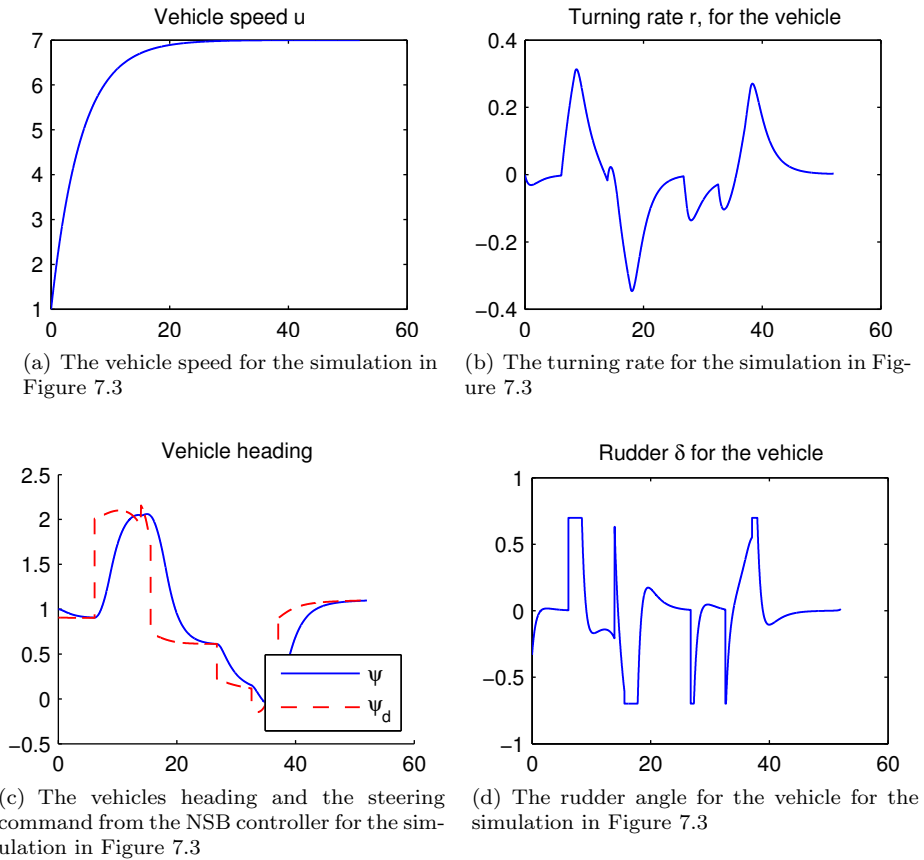 Vehicle speed u
7
6
5
4
3
2
1
0 20 40 60
(a) The vehicle speed for the simulation in
Figure 7.3
Turning rate r, for the vehicle
0.4
0.2
0
−0.2
−0.4
0 20 40 60
(b) The turning rate for the simulation in Fig-
ure 7.3
Vehicle heading
2.5
2
1.5
1
0.5
0
−0.5
0 20 40 60
ψ
ψd
(c) The vehicles heading and the steering
command from the NSB controller for the sim-
ulation in Figure 7.3
Rudder δ for the vehicle
1
0.5
0
−0.5
−1
0 20 40 60
(d) The rudder angle for the vehicle for the
simulation in Figure 7.3